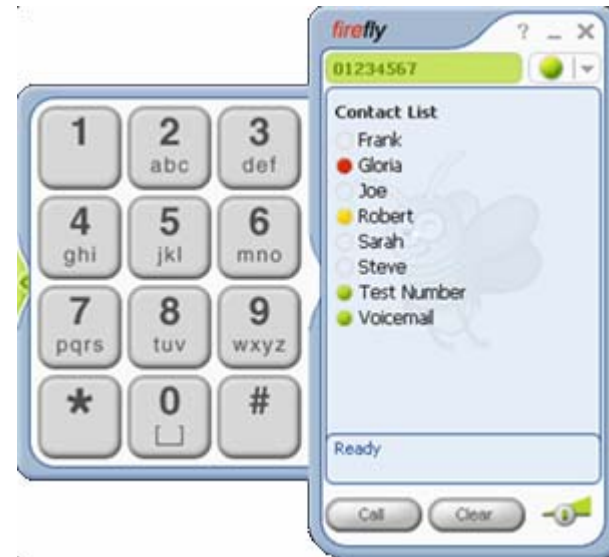 firefly
? _ X
01234567
Contact List
Frank
Gloria
Joe
Robert
Sarah
Steve
Test Number
Voicemail
Ready
Call Clear
1 2 3
abc def
4 5 6
ghi jkl mno
7 8 9
pqrs tuv wxyz
* 0 #